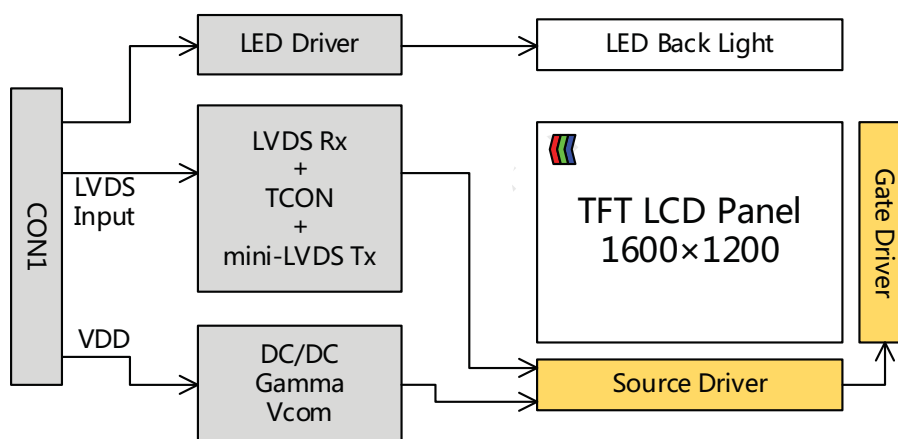 LED Driver
LED Back Light
CON1
LVDS
Input
LVDS Rx
+
TCON
+
mini-LVDS Tx
TFT LCD Panel
1600×1200
Gate Driver
VDD
DC/DC
Gamma
Vcom
Source Driver